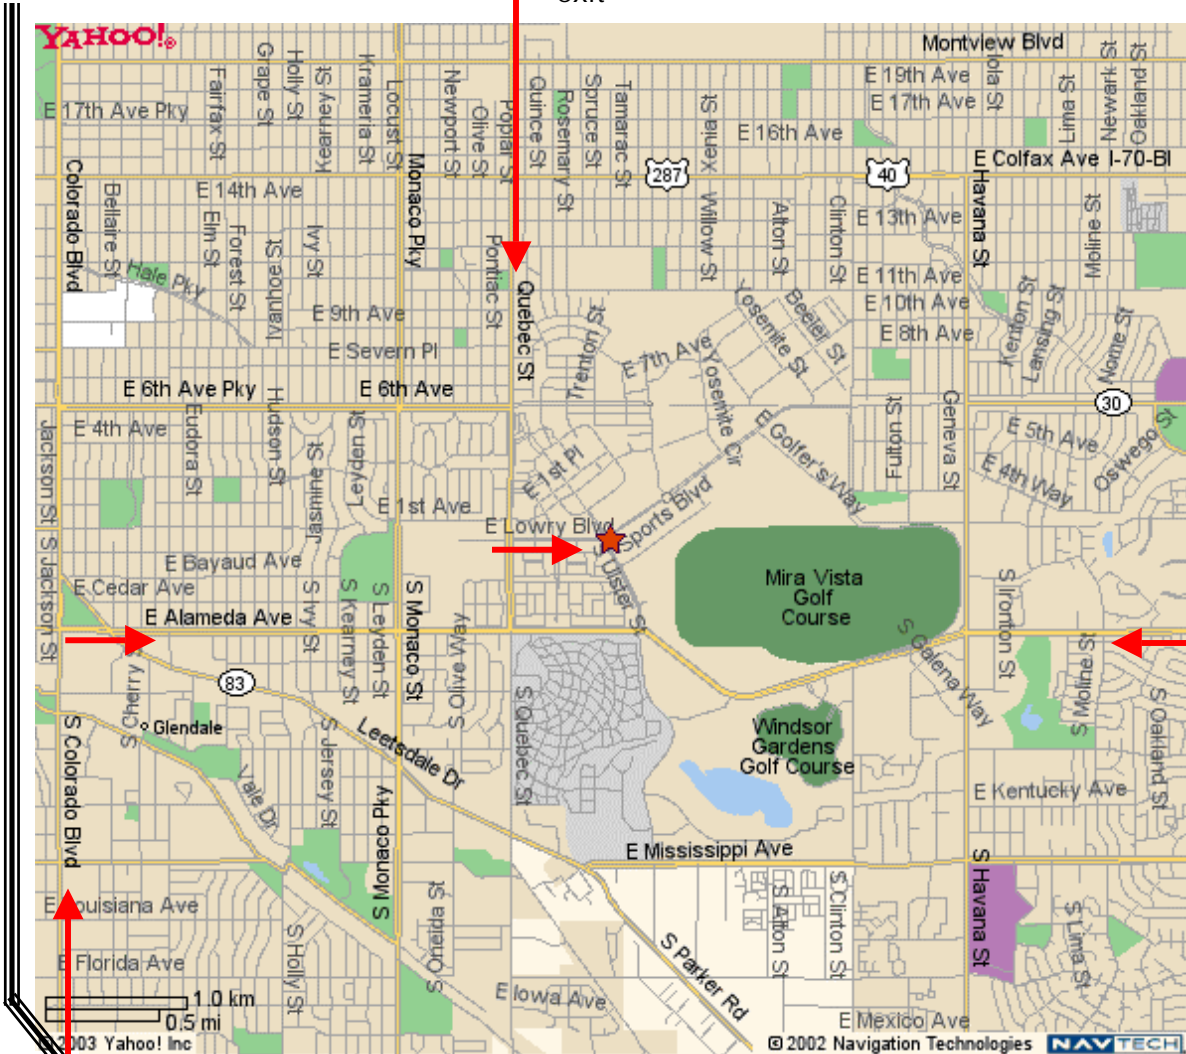 exit
YAHOO!®
Montview Blvd
E 19th Ave
E 17th Ave
E 17th Ave Pky
E 16th Ave
E Colfax Ave I-70-Bl
Grape St
Holly St
Fairfax St
Kearney St
Krameria St
Locust St
Newport St
Olive St
Poplar St
Quince St
Rosemary St
Spruce St
Tamarac St
Xenia St
Iola St
Lima St
Newark St
Oakland St
287
40
Colorado Blvd
Bellaire St
E 14th Ave
Elm St
Forest St
Ivanhoe St
Ivy St
Monaco Pky
Pontiac St
Willow St
Alton St
Clinton St
E 13th Ave
E Havana St
Moline St
Hale Pky
E 11th Ave
E 10th Ave
E 9th Ave
E 8th Ave
Quebec St
Trenton St
Yosemite St
Beeler St
Kenton St
Lansing St
Nome St
E Severn Pl
E 7th Ave
Yosemite Cir
E 6th Ave Pky
E 6th Ave
30
Jackson St
E 4th Ave
Eudora St
Hudson St
Jasmine St
Leyden St
E 1st Pl
E Golfer's Way
Fulton St
Geneva St
E 5th Ave
E 4th Way
Oswego St
E 1st Ave
E Lowry Blvd
Sports Blvd
S Jackson St
E Bayaud Ave
E Cedar Ave
E Alameda Ave
S Ivy St
S Kearney St
S Leyden St
S Monaco St
S Olive Way
S Ulster St
Mira Vista
Golf
Course
S Ironton St
S Moline St
S Galena Way
83
S Cherry
Glendale
S Colorado Blvd
Leetsdale Dr
S Jersey St
S Quebec St
Windsor
Gardens
Golf Course
S Oakland St
Vale Dr
S Monaco Pky
E Kentucky Ave
E Mississippi Ave
E Louisiana Ave
S Oneida St
S Alton St
S Clinton St
S Havana St
S Lima St
E Florida Ave
S Holly St
S Parker Rd
E Iowa Ave
E Mexico Ave
1.0 km
0.5 mi
©2003 Yahoo! Inc
©2002 Navigation Technologies
NAVTECH